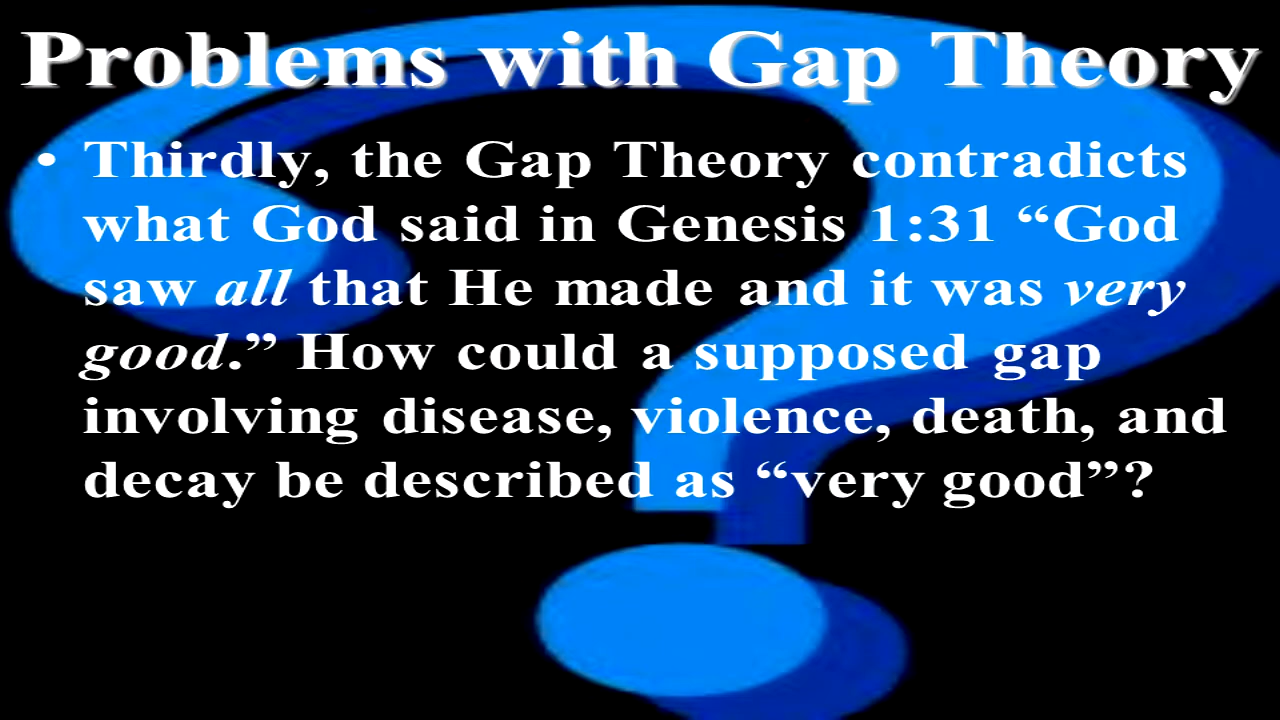 Problems with Gap Theory
• Thirdly, the Gap Theory contradicts
what God said in Genesis 1:31 “God
saw all that He made and it was very
good.” How could a supposed gap
involving disease, violence, death, and
decay be described as “very good”?